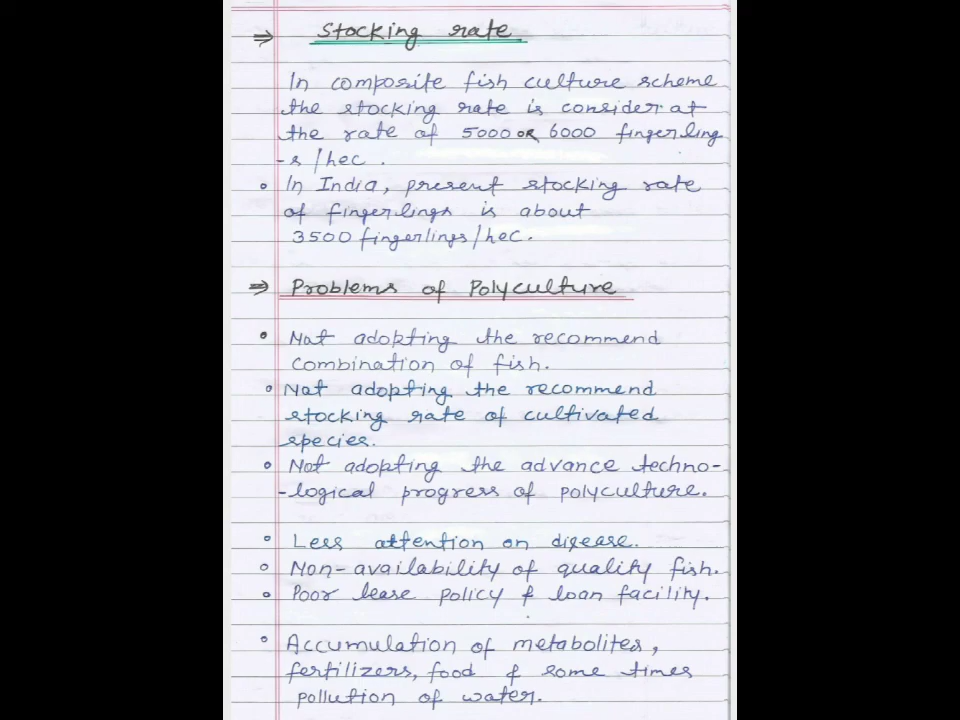 ⇒ Stocking rate
In composite fish culture scheme
the stocking rate is consider at
the rate of 5000 OR 6000 fingerling
-s/hec.
• In India, present stocking rate
of fingerlings is about
3500 fingerlings/hec.
⇒ Problems of Polyculture
• Not adopting the recommend
combination of fish.
• Not adopting the recommend
stocking rate of cultivated
species.
• Not adopting the advance techno-
-logical progress of polyculture.
• Less attention on disease.
• Non-availability of quality fish.
• Poor lease policy & loan facility.
• Accumulation of metabolites,
fertilizers, food & some times
pollution of water.